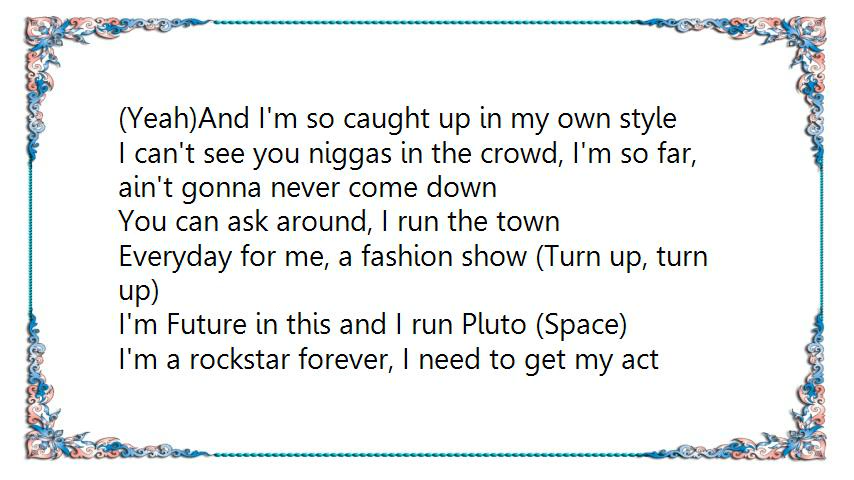 (Yeah)And I'm so caught up in my own style
I can't see you niggas in the crowd, I'm so far,
ain't gonna never come down
You can ask around, I run the town
Everyday for me, a fashion show (Turn up, turn
up)
I'm Future in this and I run Pluto (Space)
I'm a rockstar forever, I need to get my act